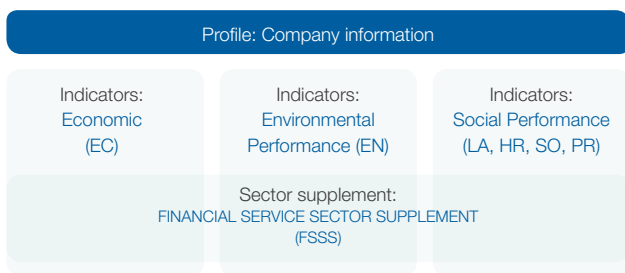 Profile: Company information
Indicators:
Economic
(EC)
Indicators:
Environmental
Performance (EN)
Indicators:
Social Performance
(LA, HR, SO, PR)
Sector supplement:
FINANCIAL SERVICE SECTOR SUPPLEMENT
(FSSS)